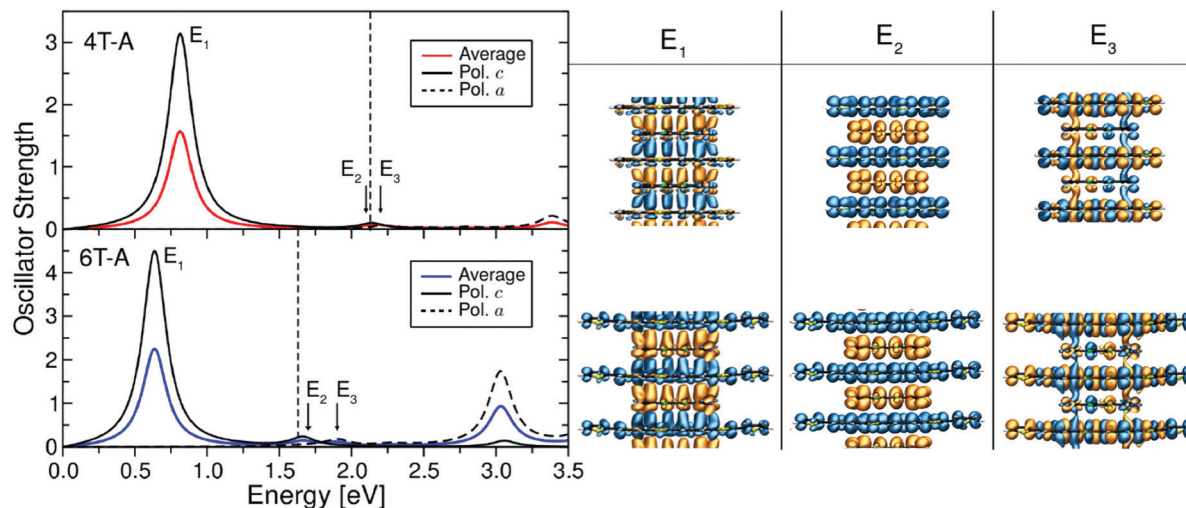 4T-A
E1
Average
Pol. c
Pol. a
E2
E3
3
2
1
0
6T-A
E1
Average
Pol. c
Pol. a
E2
E3
5
4
3
2
1
0
Oscillator Strength
0.0 0.5 1.0 1.5 2.0 2.5 3.0 3.5
Energy [eV]
E1 E2 E3